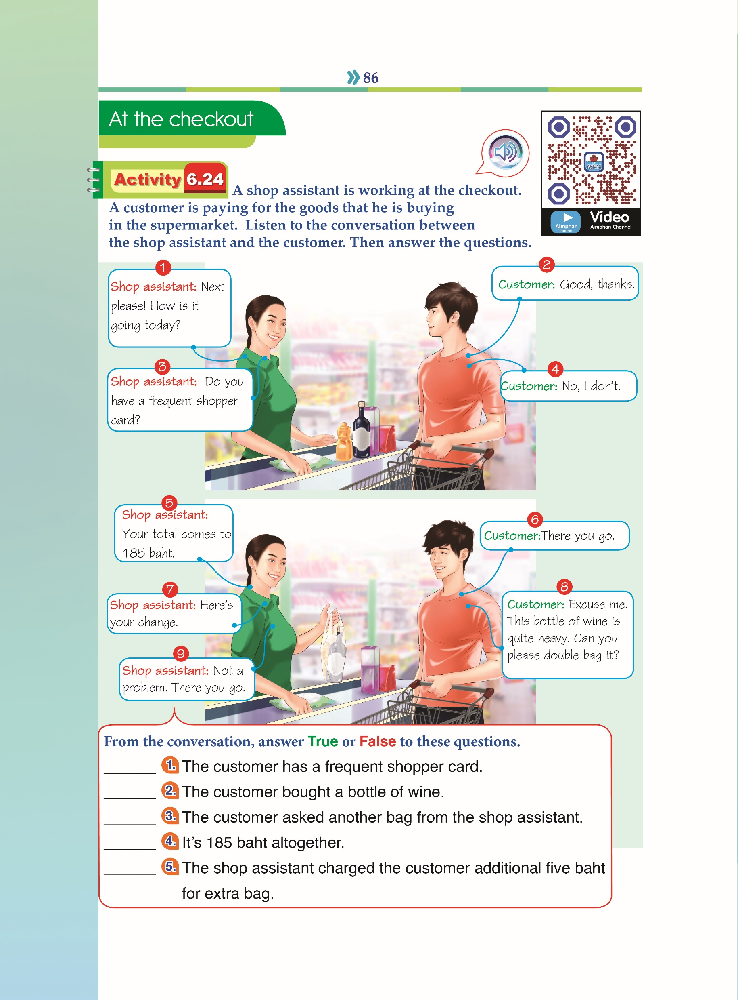 86
At the checkout
Activity 6.24
A shop assistant is working at the checkout.
A customer is paying for the goods that he is buying
in the supermarket.  Listen to the conversation between
the shop assistant and the customer. Then answer the questions.
AIMPHAN
Aimphan
Channel
Video
Aimphan Channel
1
Shop assistant: Next
please! How is it
going today?
2
Customer: Good, thanks.
3
Shop assistant:  Do you
have a frequent shopper
card?
4
Customer: No, I don't.
5
Shop assistant:
Your total comes to
185 baht.
6
Customer:There you go.
7
Shop assistant: Here's
your change.
8
Customer: Excuse me.
This bottle of wine is
quite heavy. Can you
please double bag it?
9
Shop assistant: Not a
problem. There you go.
From the conversation, answer True or False to these questions.
______ 1. The customer has a frequent shopper card.
______ 2. The customer bought a bottle of wine.
______ 3. The customer asked another bag from the shop assistant.
______ 4. It's 185 baht altogether.
______ 5. The shop assistant charged the customer additional five baht
for extra bag.